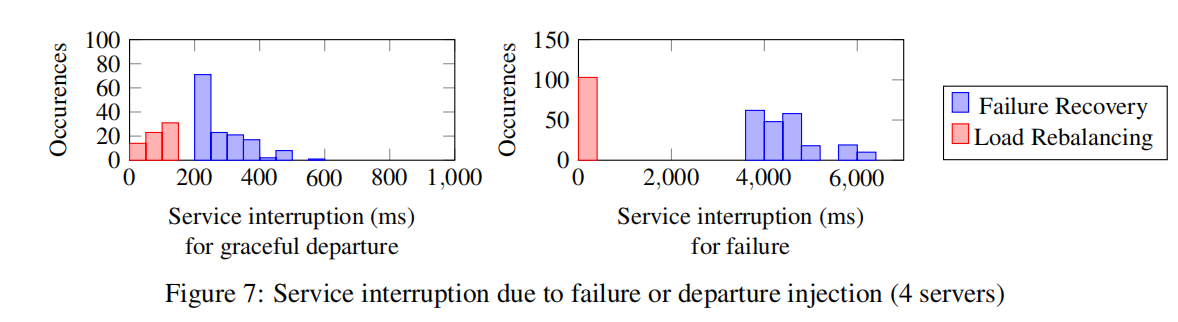 100
80
60
40
20
0
0 200 400 600 800 1,000
Occurences
Service interruption (ms)
for graceful departure
150
100
50
0
0 2,000 4,000 6,000
Occurences
Service interruption (ms)
for failure
Failure Recovery
Load Rebalancing
Figure 7: Service interruption due to failure or departure injection (4 servers)